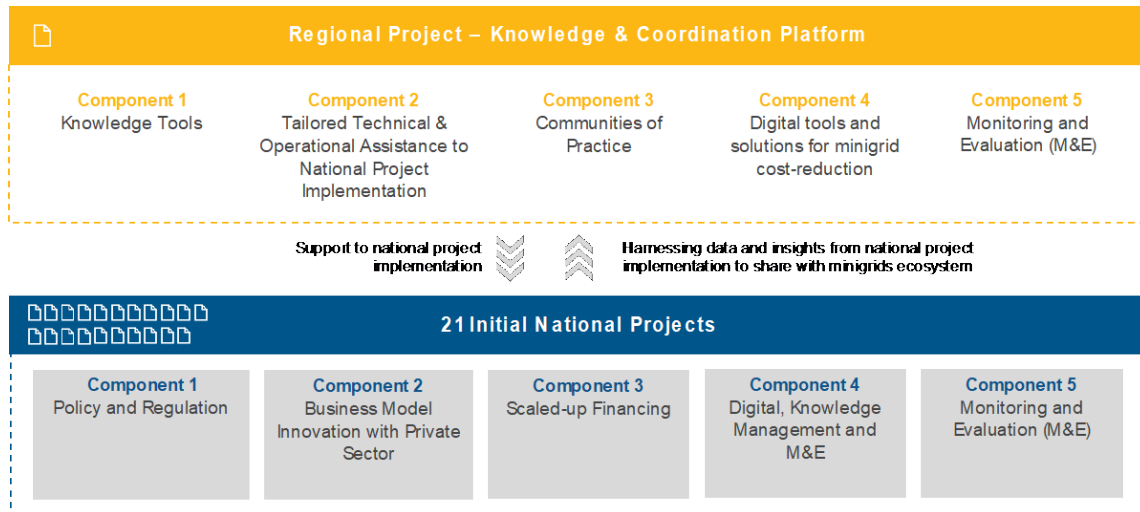 Regional Project – Knowledge & Coordination Platform
Component 1
Knowledge Tools
Component 2
Tailored Technical &
Operational Assistance to
National Project
Implementation
Component 3
Communities of
Practice
Component 4
Digital tools and
solutions for minigrid
cost-reduction
Component 5
Monitoring and
Evaluation (M&E)
Support to national project
implementation
Harnessing data and insights from national project
implementation to share with minigrids ecosystem
21 Initial National Projects
Component 1
Policy and Regulation
Component 2
Business Model
Innovation with Private
Sector
Component 3
Scaled-up Financing
Component 4
Digital, Knowledge
Management and
M&E
Component 5
Monitoring and
Evaluation (M&E)